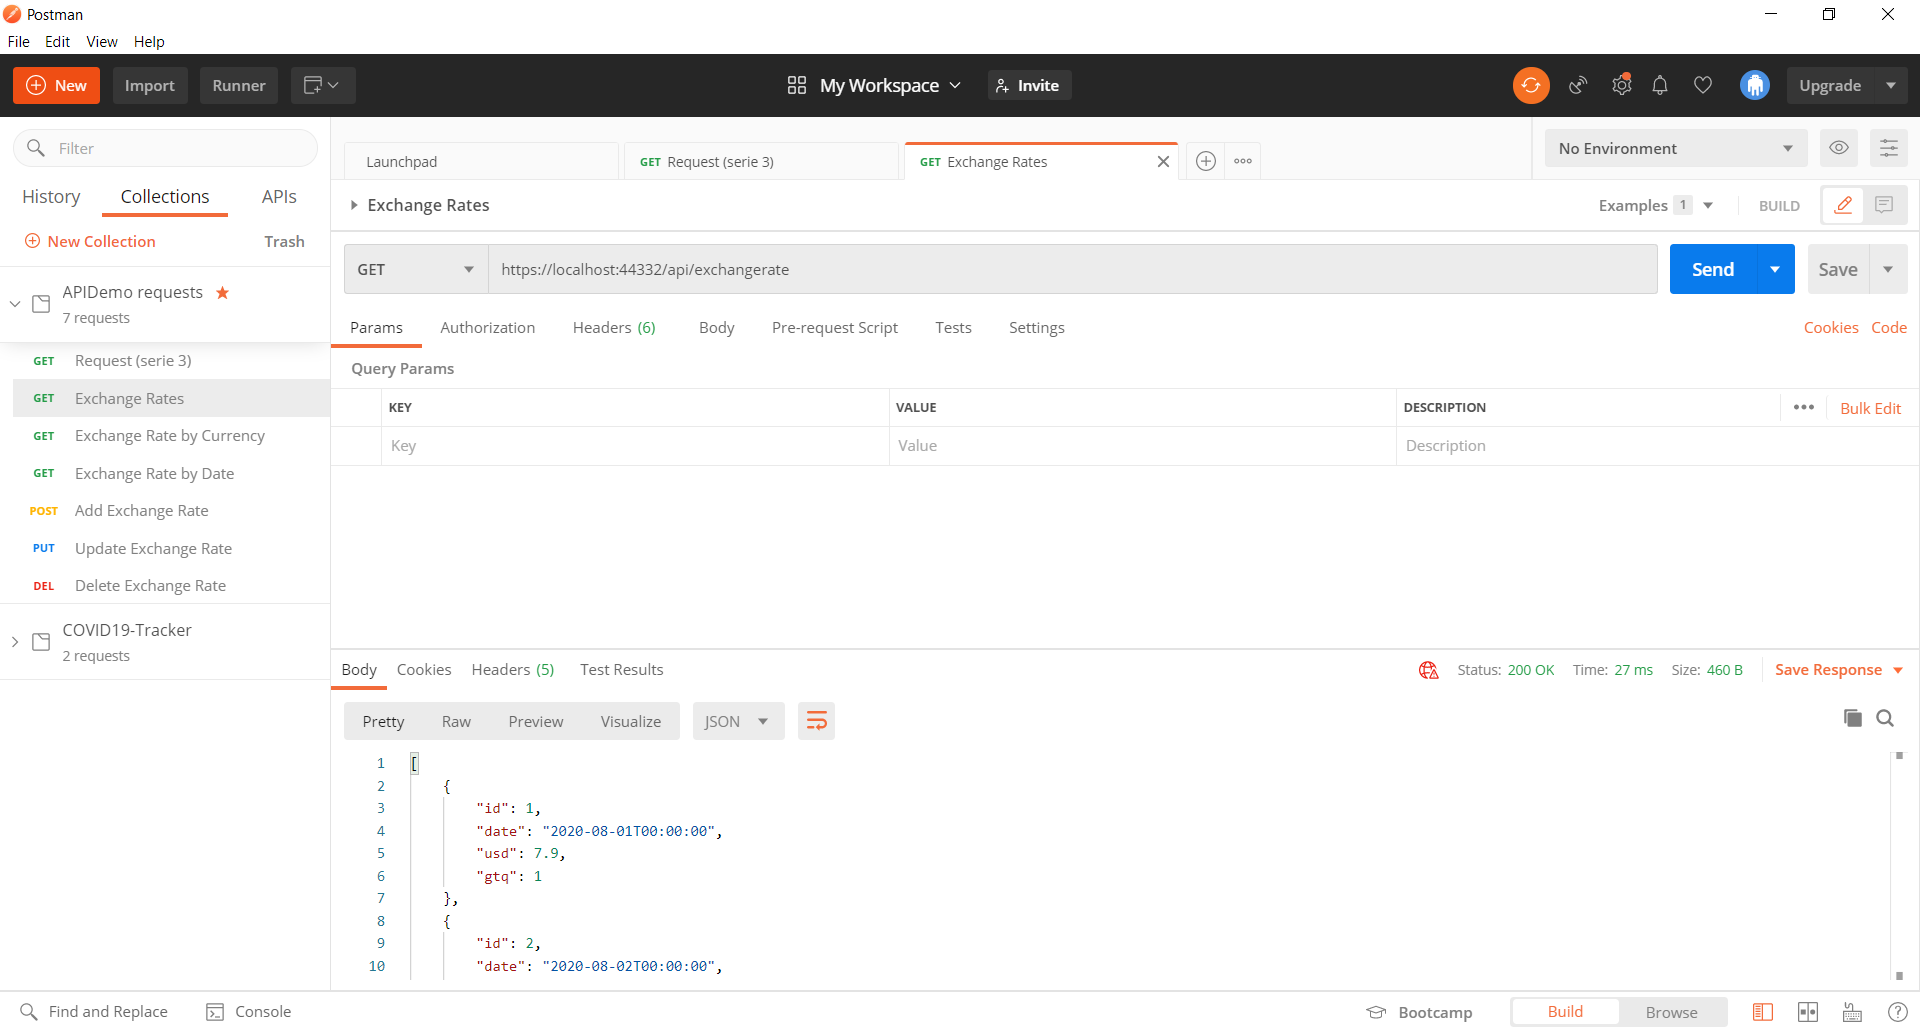 Postman
File Edit View Help
New Import Runner My Workspace Invite Upgrade
Filter
History Collections APIs
New Collection Trash
APIDemo requests
7 requests
GET Request (serie 3)
GET Exchange Rates
GET Exchange Rate by Currency
GET Exchange Rate by Date
POST Add Exchange Rate
PUT Update Exchange Rate
DEL Delete Exchange Rate
COVID19-Tracker
2 requests
Launchpad GET Request (serie 3) GET Exchange Rates No Environment
Exchange Rates Examples 1 BUILD
GET https://localhost:44332/api/exchangerate Send Save
Params Authorization Headers (6) Body Pre-request Script Tests Settings Cookies Code
Query Params
KEY VALUE DESCRIPTION Bulk Edit
Key Value Description
Body Cookies Headers (5) Test Results Status: 200 OK Time: 27 ms Size: 460 B Save Response
Pretty Raw Preview Visualize JSON
1 [
2 {
3 "id": 1,
4 "date": "2020-08-01T00:00:00",
5 "usd": 7.9,
6 "gtq": 1
7 },
8 {
9 "id": 2,
10 "date": "2020-08-02T00:00:00",
Find and Replace Console Bootcamp Build Browse